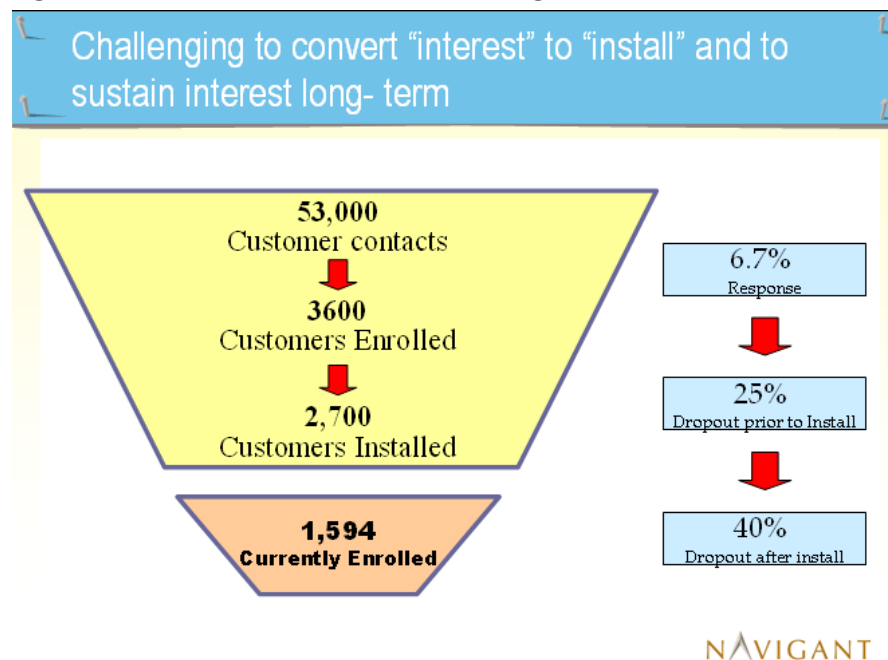 Challenging to convert “interest” to “install” and to
sustain interest long- term
53,000
Customer contacts
3600
Customers Enrolled
2,700
Customers Installed
1,594
Currently Enrolled
6.7%
Response
25%
Dropout prior to Install
40%
Dropout after install
NAVIGANT